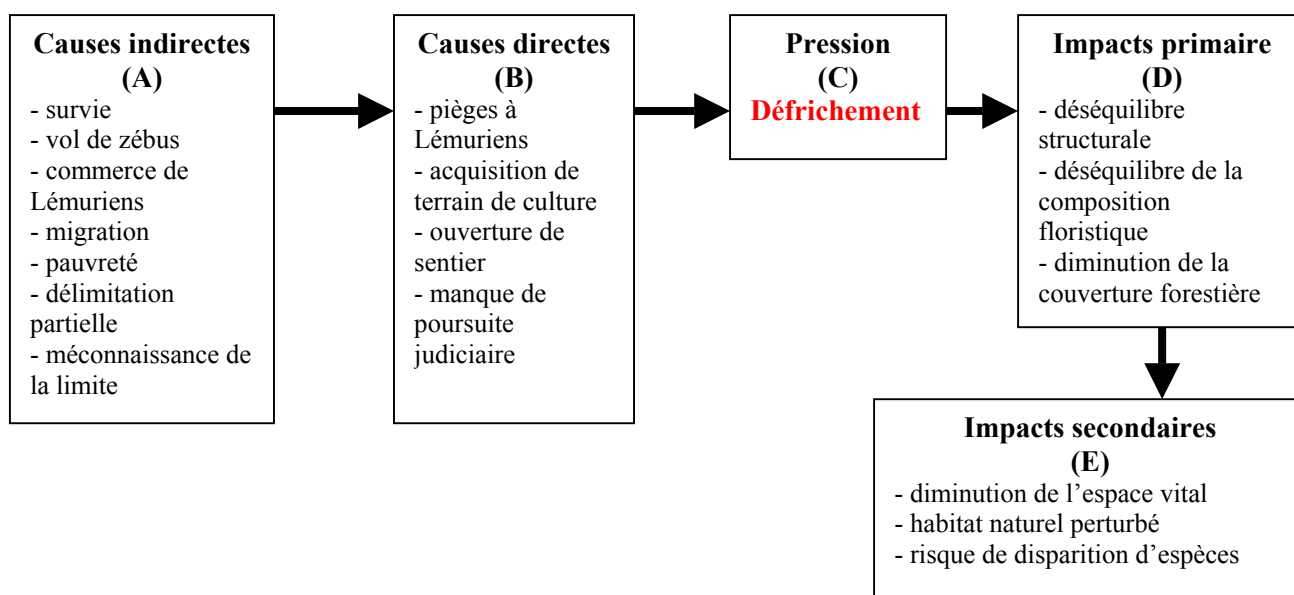 Causes indirectes
(A)
- survie
- vol de zébus
- commerce de
Lémuriens
- migration
- pauvreté
- délimitation
partielle
- méconnaissance de
la limite
Causes directes
(B)
- pièges à
Lémuriens
- acquisition de
terrain de culture
- ouverture de
sentier
- manque de
poursuite
judiciaire
Pression
(C)
Défrichement
Impacts primaire
(D)
- déséquilibre
structurale
- déséquilibre de la
composition
floristique
- diminution de la
couverture forestière
Impacts secondaires
(E)
- diminution de l’espace vital
- habitat naturel perturbé
- risque de disparition d’espèces